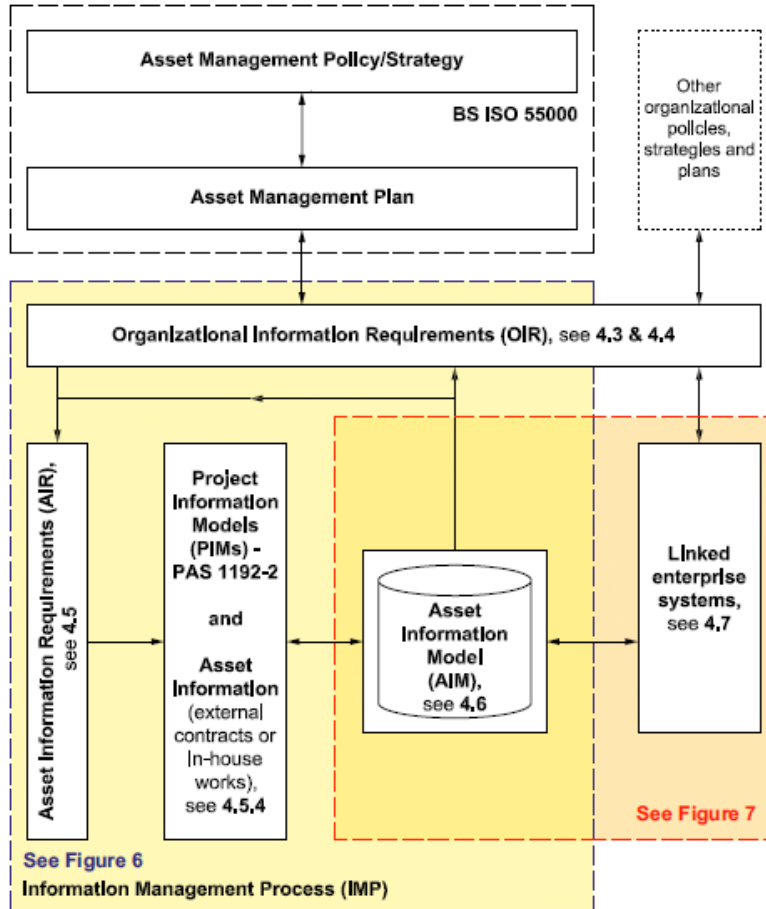 Asset Management Policy/Strategy
BS ISO 55000
Asset Management Plan
Other
organizational
policies,
strategies and
plans
Organizational Information Requirements (OIR), see 4.3 & 4.4
Asset Information Requirements (AIR),
see 4.5
Project
Information
Models
(PIMs) -
PAS 1192-2
and
Asset
Information
(external
contracts or
In-house
works),
see 4.5.4
Asset
Information
Model
(AIM),
see 4.6
Linked
enterprise
systems,
see 4.7
See Figure 7
See Figure 6
Information Management Process (IMP)